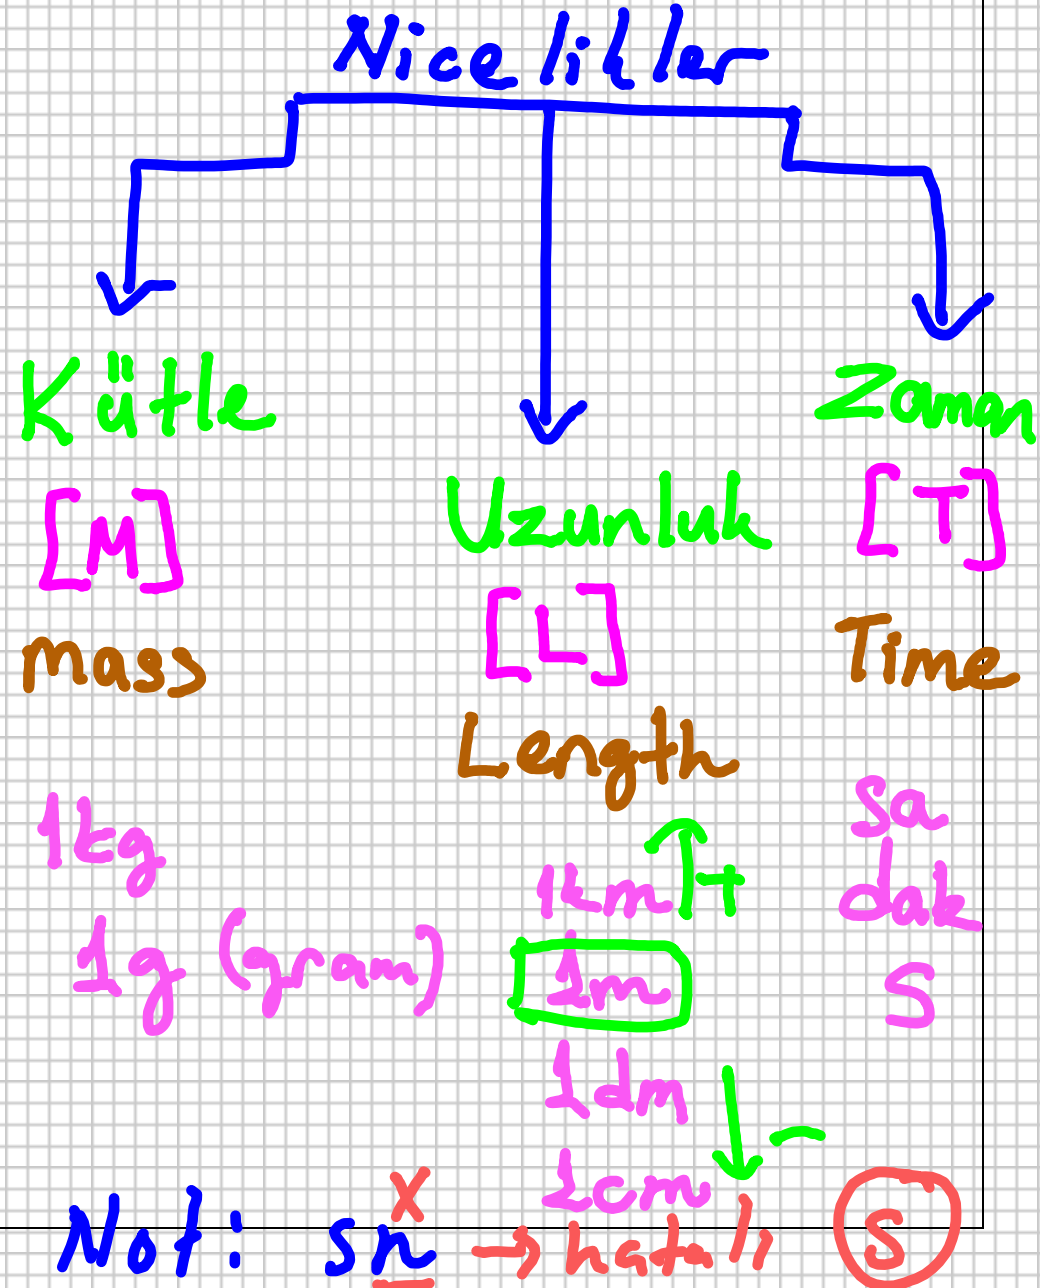 Nicelikler
Kütle
[M]
mass
1kg
1g (gram)
Uzunluk
[L]
Length
1km ↑+
1m
1dm
1cm ↓ -
Zaman
[T]
Time
sa
dak
s
Not: sn x → hatalı s